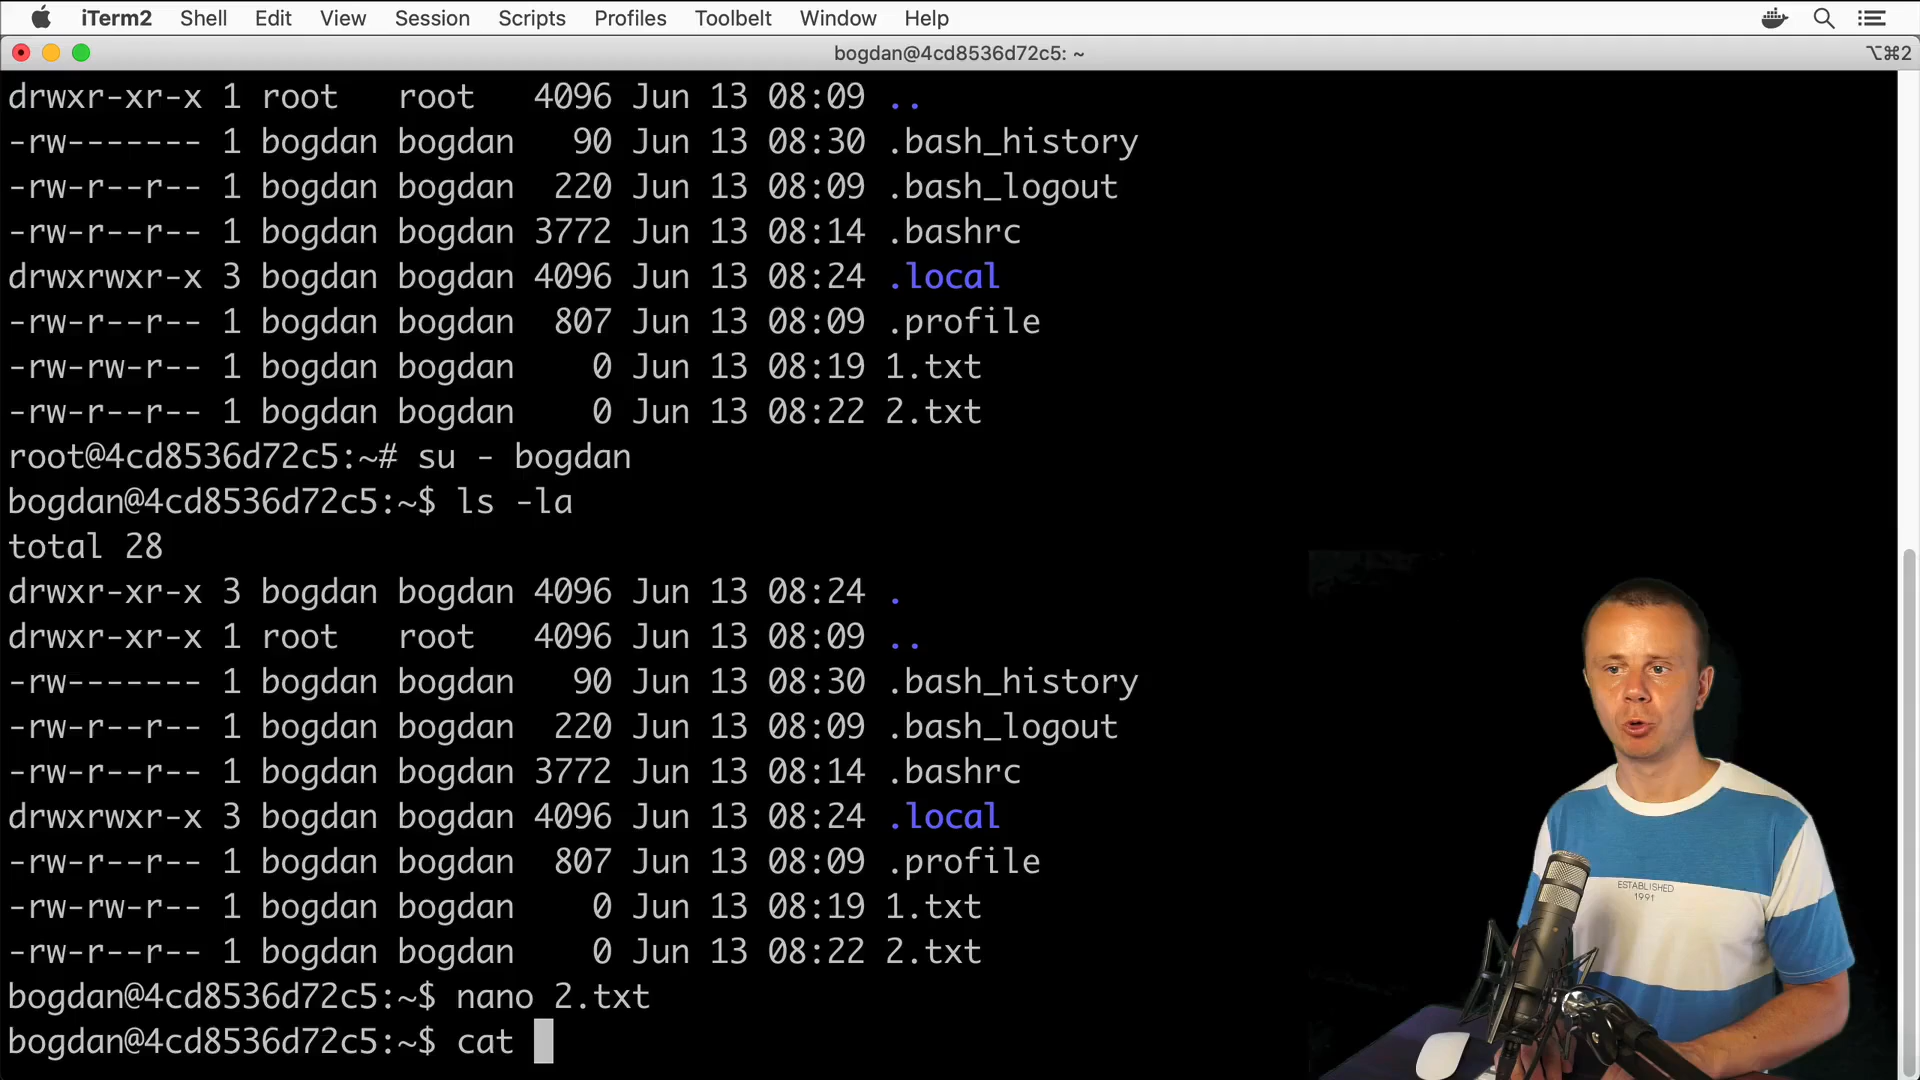 iTerm2 Shell Edit View Session Scripts Profiles Toolbelt Window Help
bogdan@4cd8536d72c5: ~ ⌥⌘2
drwxr-xr-x 1 root   root   4096 Jun 13 08:09 ..
-rw------- 1 bogdan bogdan   90 Jun 13 08:30 .bash_history
-rw-r--r-- 1 bogdan bogdan  220 Jun 13 08:09 .bash_logout
-rw-r--r-- 1 bogdan bogdan 3772 Jun 13 08:14 .bashrc
drwxrwxr-x 3 bogdan bogdan 4096 Jun 13 08:24 .local
-rw-r--r-- 1 bogdan bogdan  807 Jun 13 08:09 .profile
-rw-rw-r-- 1 bogdan bogdan    0 Jun 13 08:19 1.txt
-rw-r--r-- 1 bogdan bogdan    0 Jun 13 08:22 2.txt
root@4cd8536d72c5:~# su - bogdan
bogdan@4cd8536d72c5:~$ ls -la
total 28
drwxr-xr-x 3 bogdan bogdan 4096 Jun 13 08:24 .
drwxr-xr-x 1 root   root   4096 Jun 13 08:09 ..
-rw------- 1 bogdan bogdan   90 Jun 13 08:30 .bash_history
-rw-r--r-- 1 bogdan bogdan  220 Jun 13 08:09 .bash_logout
-rw-r--r-- 1 bogdan bogdan 3772 Jun 13 08:14 .bashrc
drwxrwxr-x 3 bogdan bogdan 4096 Jun 13 08:24 .local
-rw-r--r-- 1 bogdan bogdan  807 Jun 13 08:09 .profile
-rw-rw-r-- 1 bogdan bogdan    0 Jun 13 08:19 1.txt
-rw-r--r-- 1 bogdan bogdan    0 Jun 13 08:22 2.txt
bogdan@4cd8536d72c5:~$ nano 2.txt
bogdan@4cd8536d72c5:~$ cat
ESTABLISHED
1991